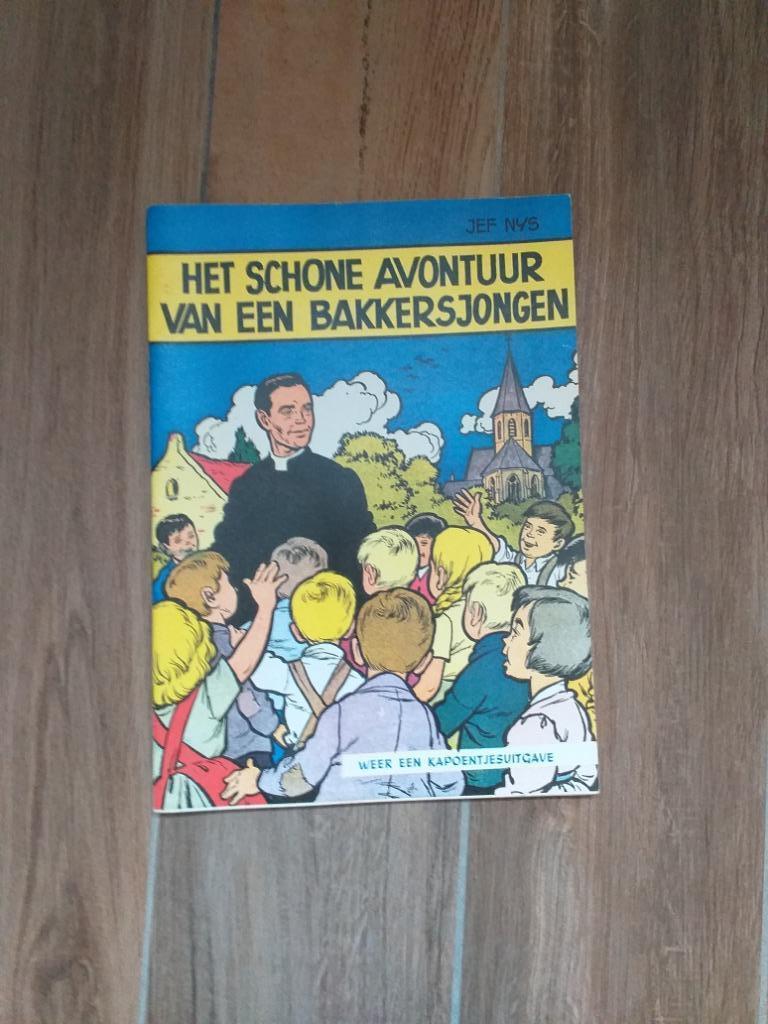 JEF NYS
HET SCHONE AVONTUUR
VAN EEN BAKKERSJONGEN
WEER EEN KAPOENTJESUITGAVE